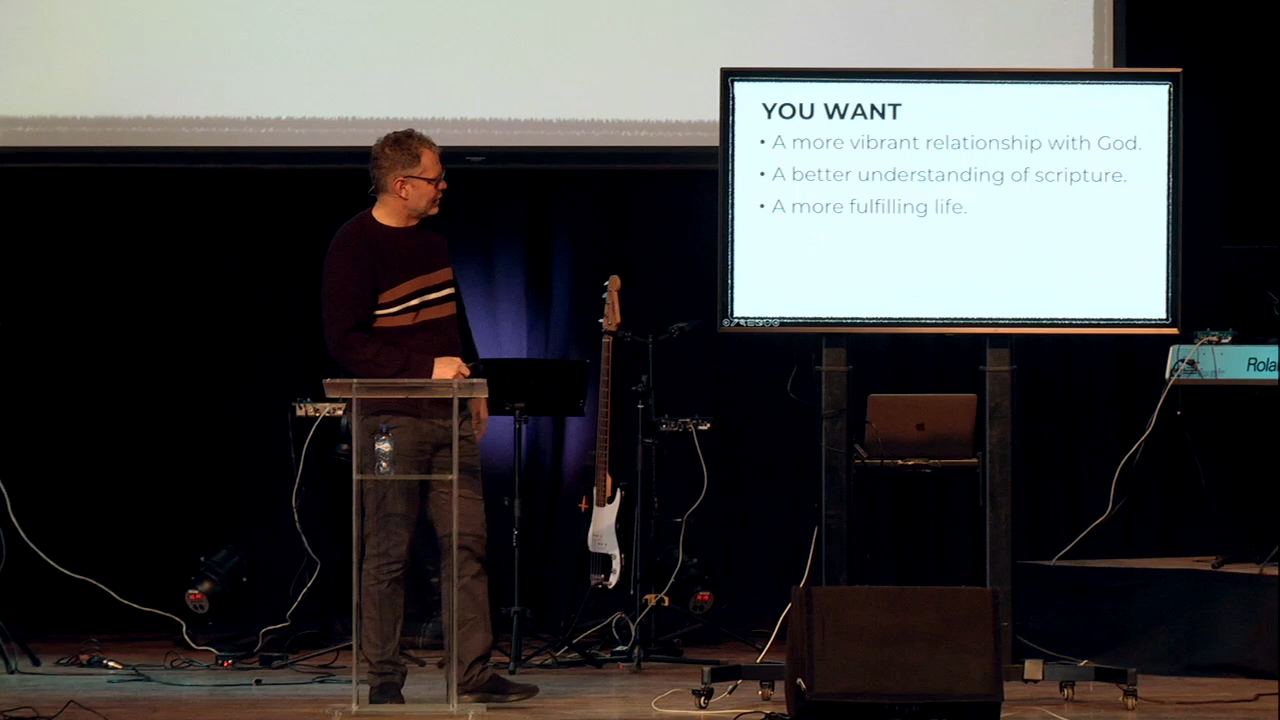 YOU WANT
• A more vibrant relationship with God.
• A better understanding of scripture.
• A more fulfilling life.
Rola